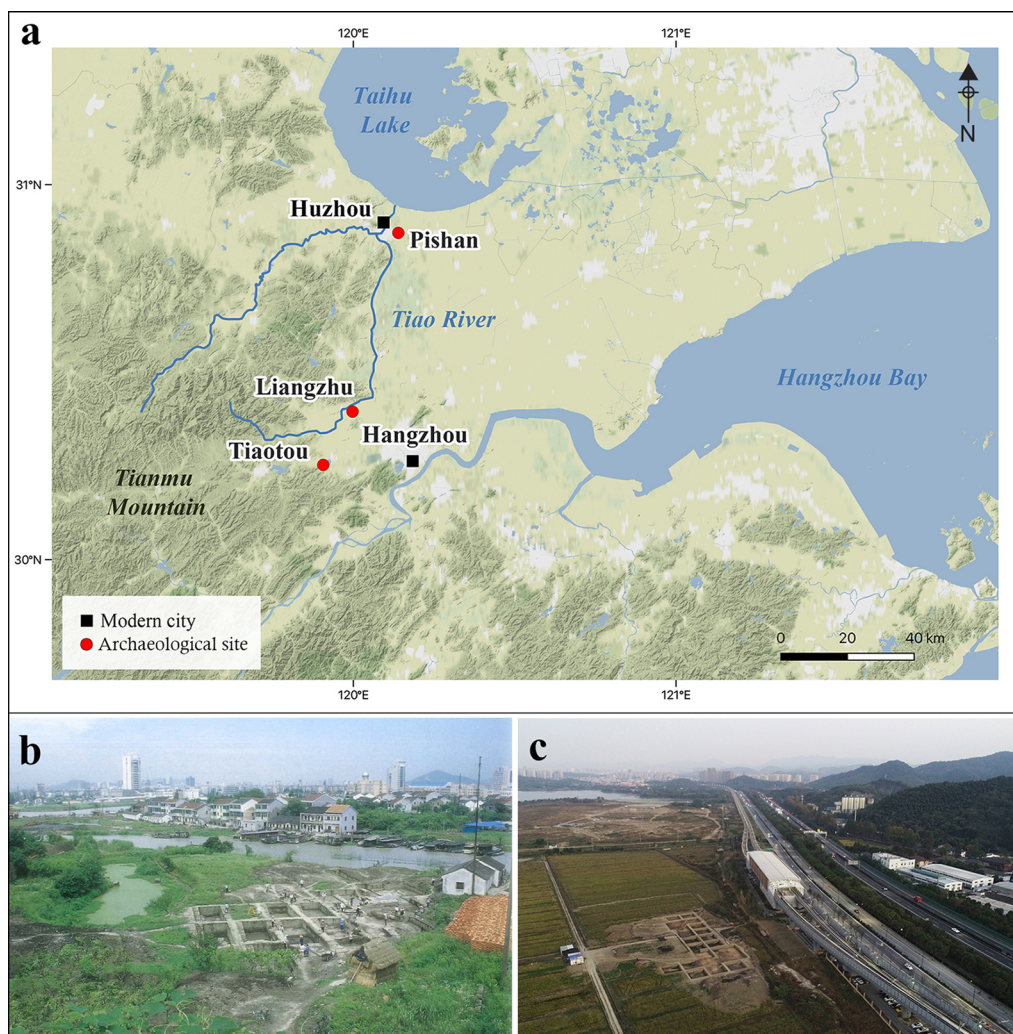 a
120°E
121°E
N
Taihu
Lake
31°N
Huzhou
Pishan
Tiao River
Liangzhu
Hangzhou Bay
Hangzhou
Tiaotou
Tianmu
Mountain
30°N
Modern city
Archaeological site
0 20 40 km
120°E
121°E
b
c